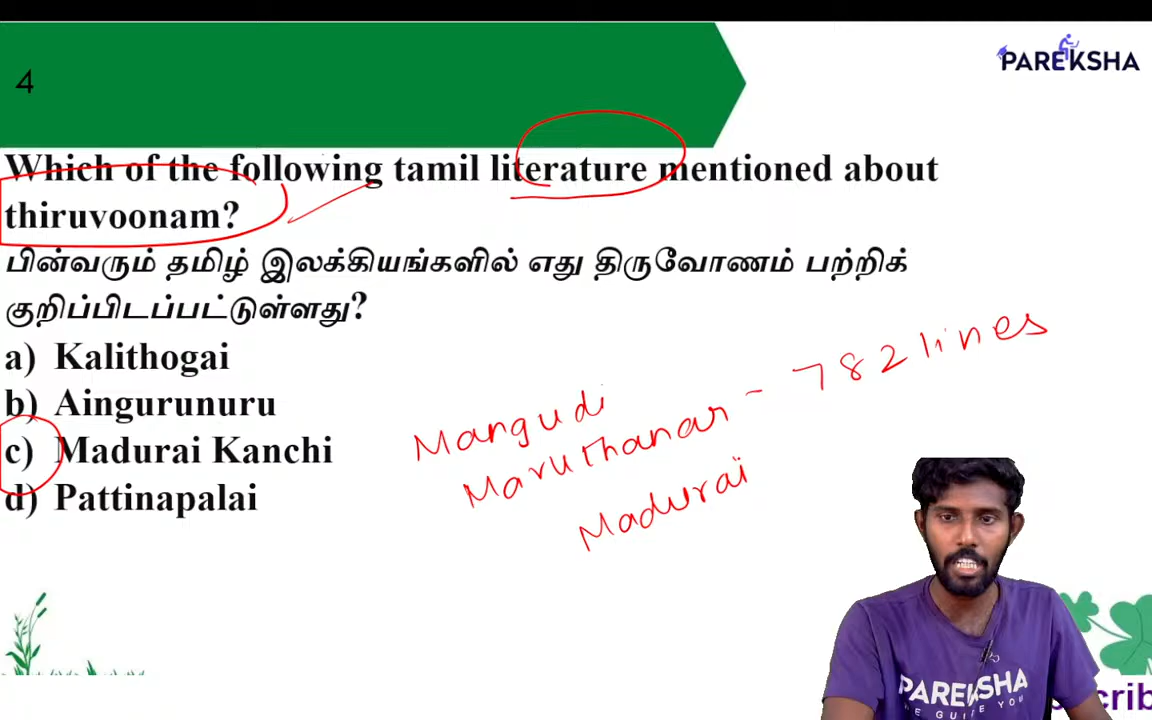 4
PAREKSHA
Which of the following tamil literature mentioned about
thiruvoonam?
பின்வரும் தமிழ் இலக்கியங்களில் எது திருவோணம் பற்றிக்
குறிப்பிடப்பட்டுள்ளது?
a) Kalithogai
b) Aingurunuru
c) Madurai Kanchi
d) Pattinapalai
Mangudi
Maruthanar - 782 lines
Madurai
PAREKSHA